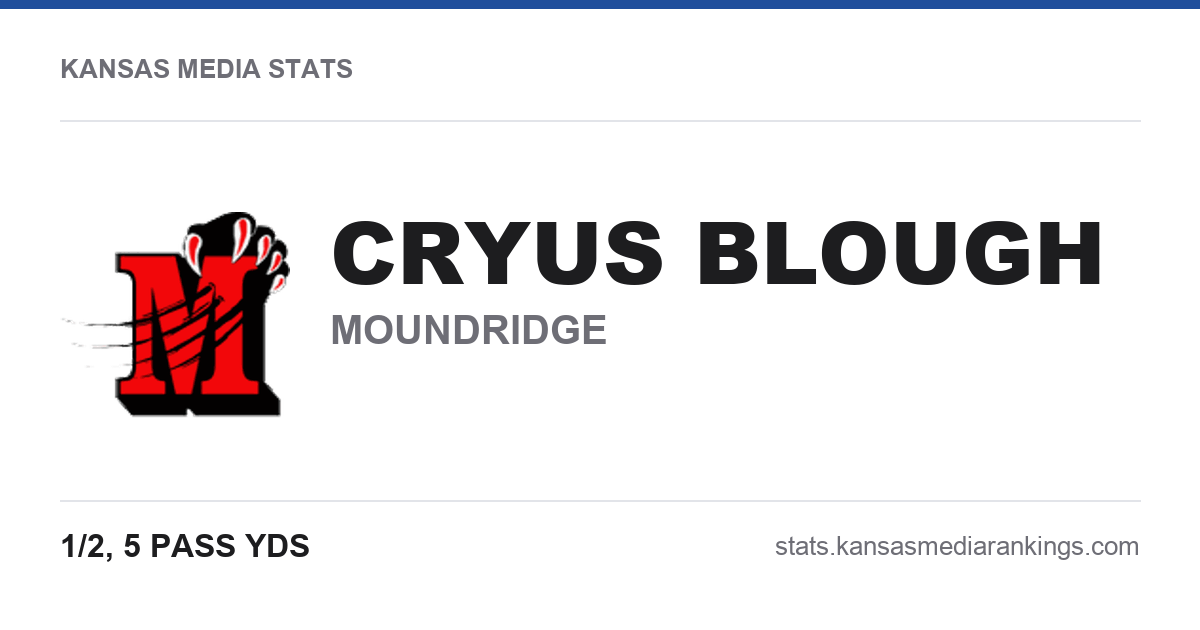 KANSAS MEDIA STATS
M
CRYUS BLOUGH
MOUNDRIDGE
1/2, 5 PASS YDS
stats.kansasmediarankings.com